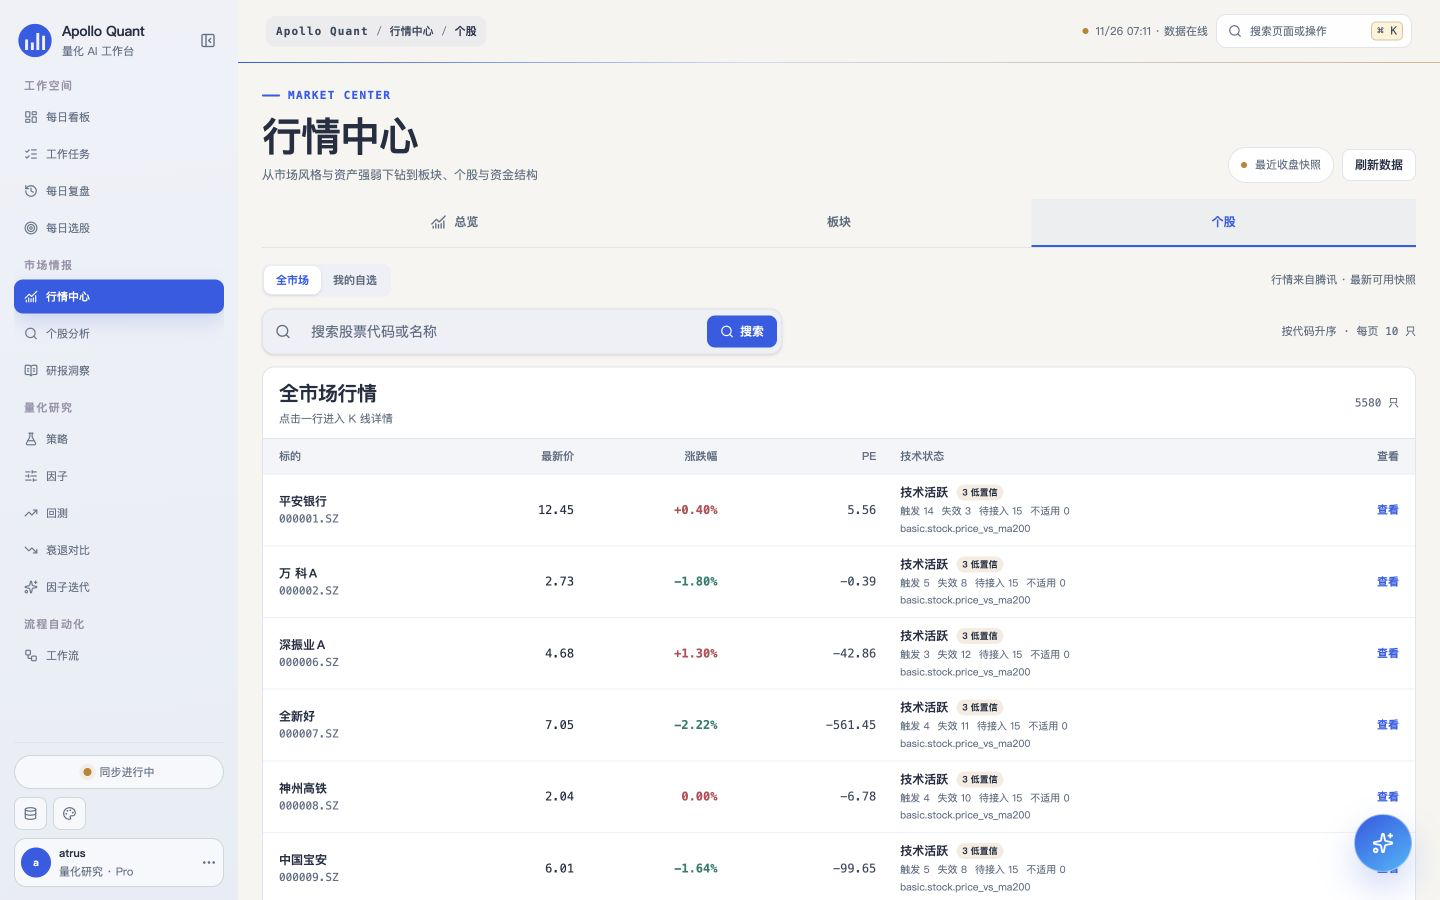 Apollo Quant
量化 AI 工作台
工作空间
每日看板
工作任务
每日复盘
每日选股
市场情报
行情中心
个股分析
研报洞察
量化研究
策略
因子
回测
衰退对比
因子迭代
流程自动化
工作流
同步进行中
a
atrus
量化研究 · Pro
Apollo Quant / 行情中心 / 个股
11/26 07:11 · 数据在线
搜索页面或操作
⌘ K
MARKET CENTER
行情中心
从市场风格与资产强弱下钻到板块、个股与资金结构
最近收盘快照
刷新数据
总览
板块
个股
全市场
我的自选
行情来自腾讯 · 最新可用快照
搜索股票代码或名称
搜索
按代码升序 · 每页 10 只
全市场行情
点击一行进入 K 线详情
5580 只
标的 最新价 涨跌幅 PE 技术状态 查看
平安银行
000001.SZ
12.45
+0.40%
5.56
技术活跃 3 低置信
触发 14 失效 3 待接入 15 不适用 0
basic.stock.price_vs_ma200
查看
万 科A
000002.SZ
2.73
-1.80%
-0.39
技术活跃 3 低置信
触发 5 失效 8 待接入 15 不适用 0
basic.stock.price_vs_ma200
查看
深振业A
000006.SZ
4.68
+1.30%
-42.86
技术活跃 3 低置信
触发 3 失效 12 待接入 15 不适用 0
basic.stock.price_vs_ma200
查看
全新好
000007.SZ
7.05
-2.22%
-561.45
技术活跃 3 低置信
触发 4 失效 11 待接入 15 不适用 0
basic.stock.price_vs_ma200
查看
神州高铁
000008.SZ
2.04
0.00%
-6.78
技术活跃 3 低置信
触发 4 失效 10 待接入 15 不适用 0
basic.stock.price_vs_ma200
查看
中国宝安
000009.SZ
6.01
-1.64%
-99.65
技术活跃 3 低置信
触发 5 失效 8 待接入 15 不适用 0
basic.stock.price_vs_ma200